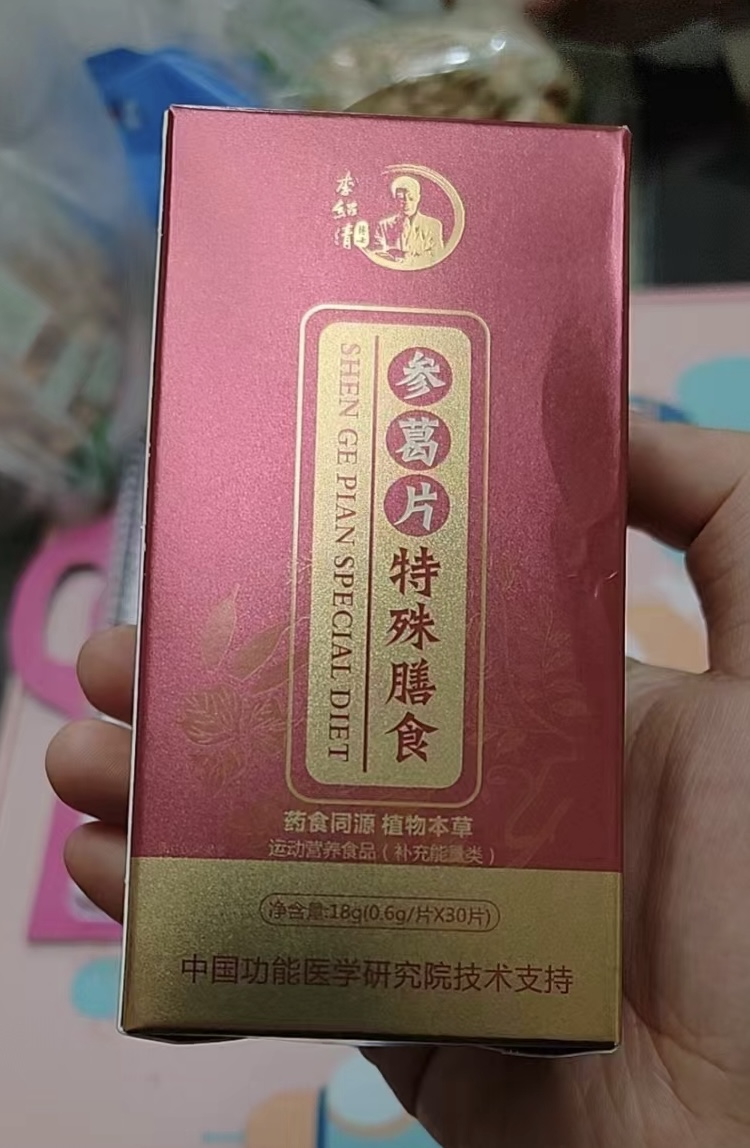 李绍清
博士
参葛片特殊膳食
SHEN GE PIAN SPECIAL DIET
药食同源 植物本草
运动营养食品（补充能量类）
净含量:18g(0.6g/片X30片)
中国功能医学研究院技术支持